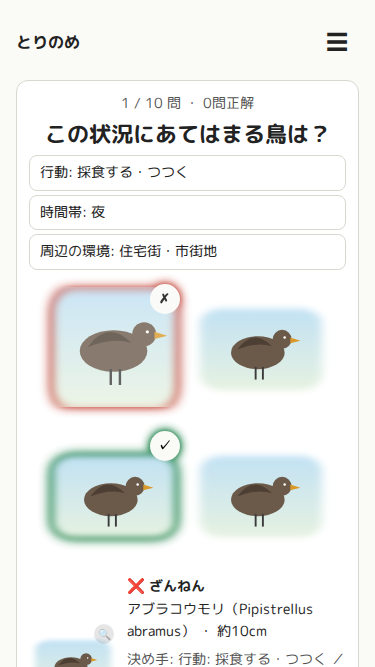 とりのめ
1 / 10 問 ・ 0問正解
この状況にあてはまる鳥は？
行動: 採食する・つつく
時間帯: 夜
周辺の環境: 住宅街・市街地
✗
✓
❌ ざんねん
アブラコウモリ（Pipistrellus
abramus） ・ 約10cm
決め手: 行動: 採食する・つつく ／